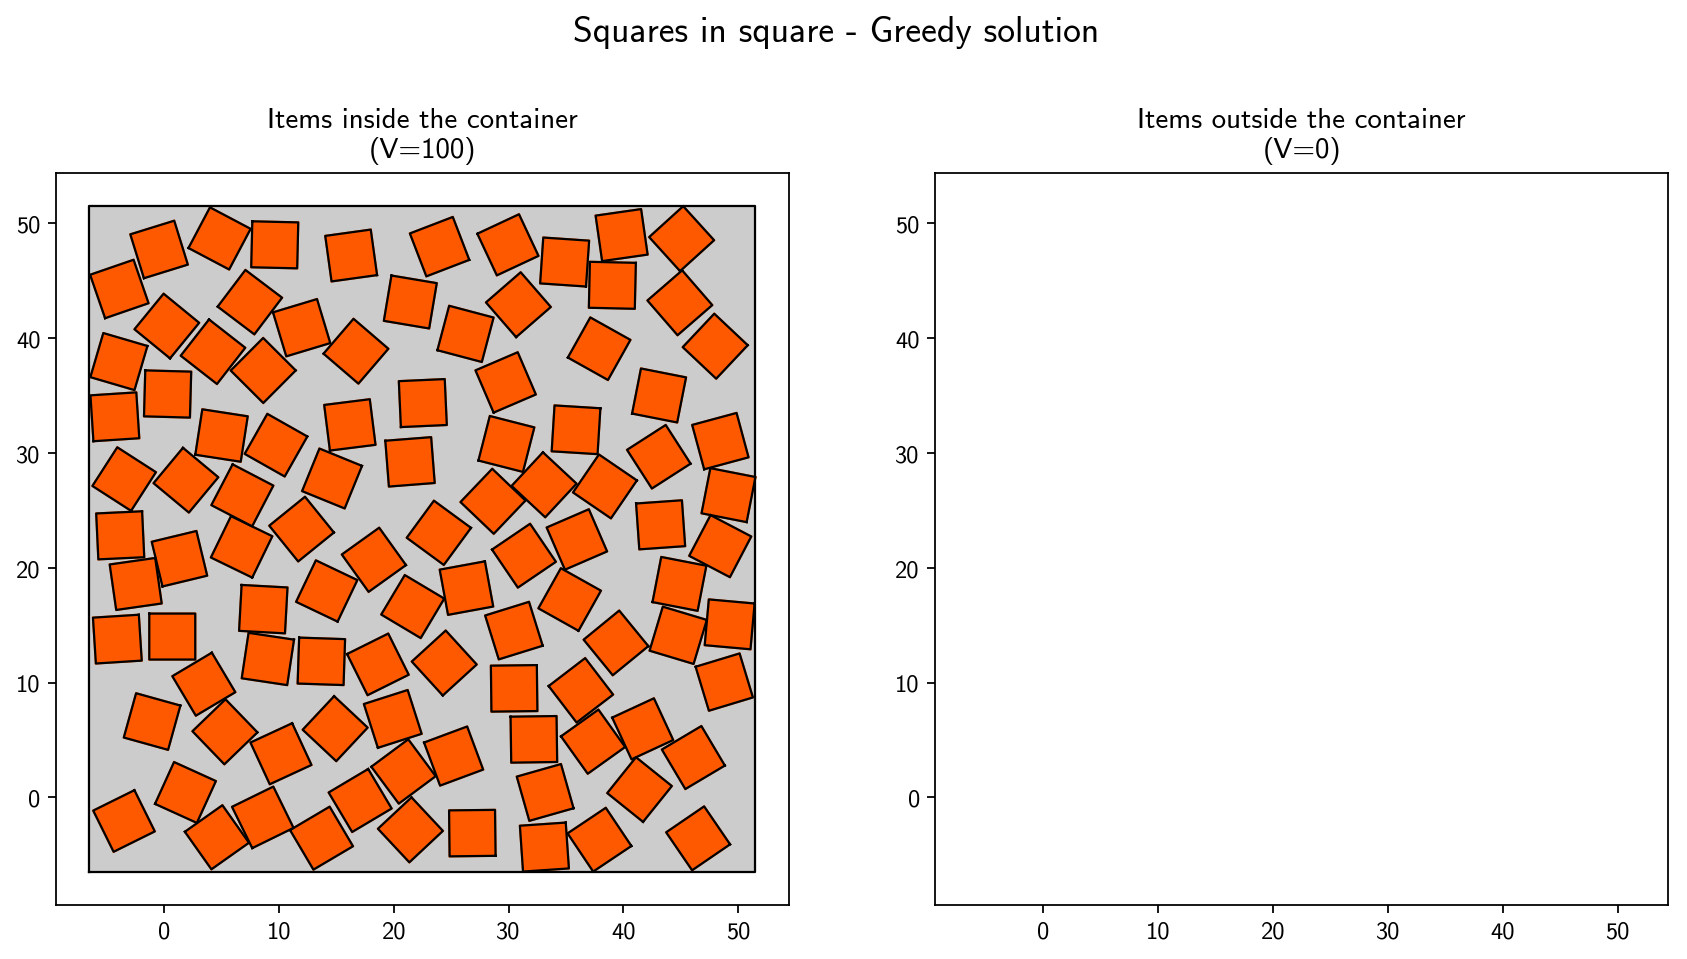 Squares in square - Greedy solution
Items inside the container
(V=100)
50
40
30
20
10
0
0 10 20 30 40 50
Items outside the container
(V=0)
50
40
30
20
10
0
0 10 20 30 40 50